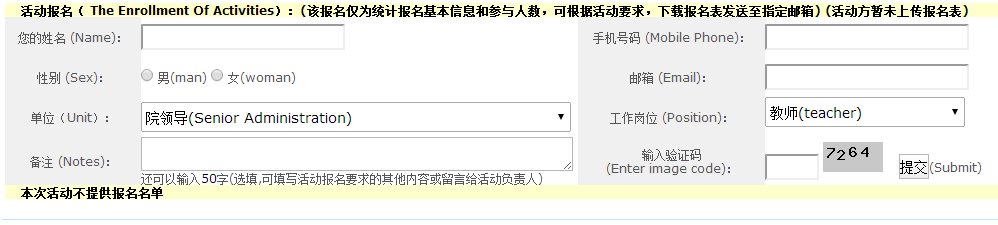 活动报名（ The Enrollment Of Activities）:（该报名仅为统计报名基本信息和参与人数，可根据活动要求，下载报名表发送至指定邮箱）(活动方暂未上传报名表）
您的姓名 (Name): 手机号码 (Mobile Phone):
性别 (Sex): 男(man) 女(woman) 邮箱 (Email):
单位 (Unit): 院领导(Senior Administration) 工作岗位 (Position): 教师(teacher)
备注 (Notes): 输入验证码
(Enter image code): 7264 提交(Submit)
还可以输入50字(选填,可填写活动报名要求的其他内容或留言给活动负责人)
本次活动不提供报名名单